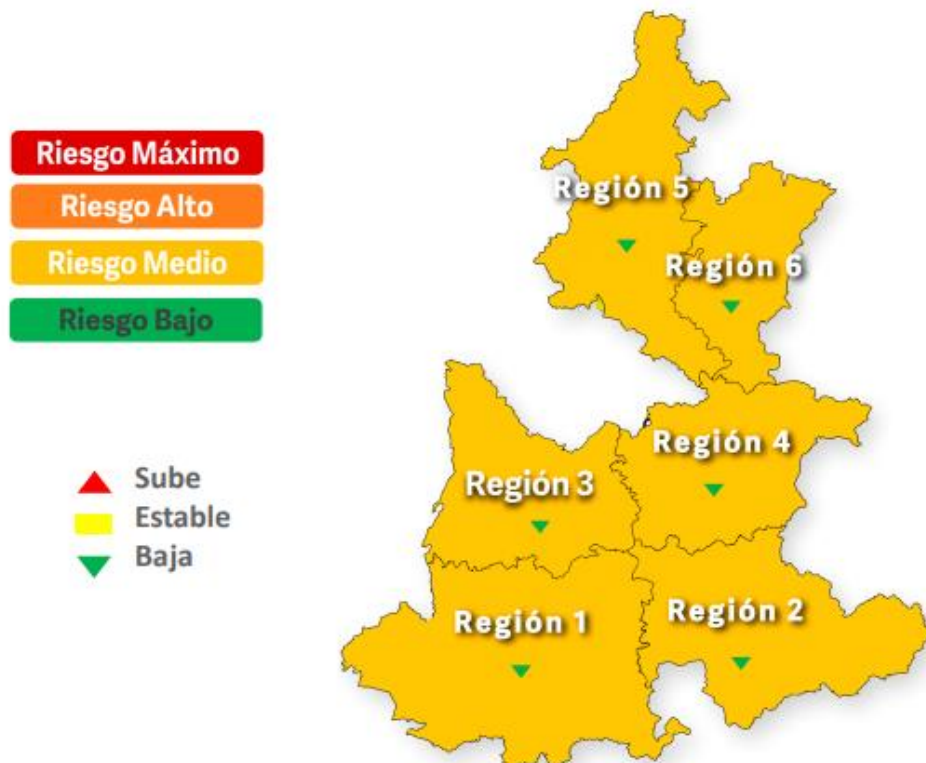 Riesgo Máximo
Riesgo Alto
Riesgo Medio
Riesgo Bajo
Sube
Estable
Baja
Región 5
Región 6
Región 4
Región 3
Región 1
Región 2